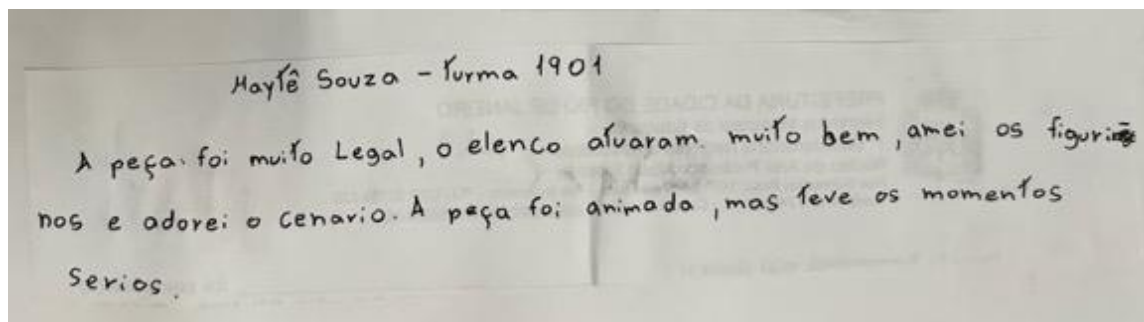 Maytê Souza - Turma 1901
A peça foi muito Legal, o elenco atuaram muito bem, amei os figuri-
nos e adorei o cenario. A peça foi animada, mas teve os momentos
Serios.